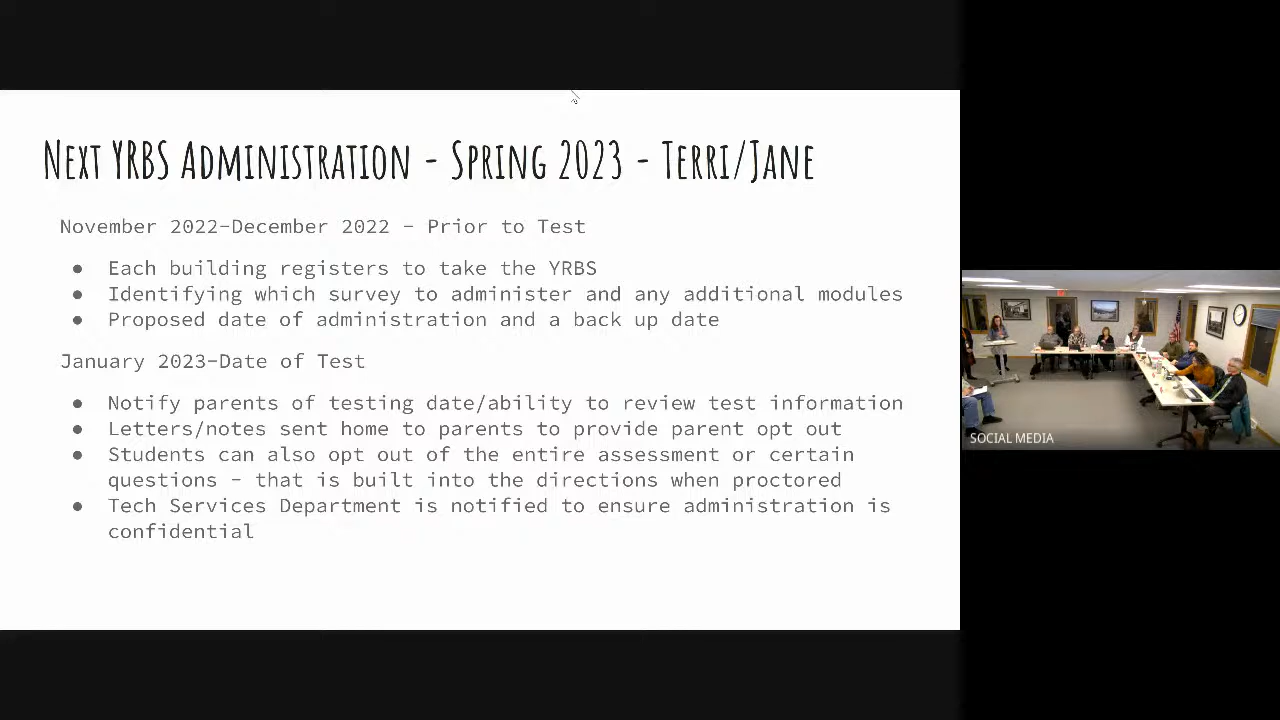 Next YRBS Administration - Spring 2023 - Terri/Jane
November 2022-December 2022 - Prior to Test
● Each building registers to take the YRBS
● Identifying which survey to administer and any additional modules
● Proposed date of administration and a back up date
January 2023-Date of Test
● Notify parents of testing date/ability to review test information
● Letters/notes sent home to parents to provide parent opt out
● Students can also opt out of the entire assessment or certain
questions - that is built into the directions when proctored
● Tech Services Department is notified to ensure administration is
confidential
SOCIAL MEDIA